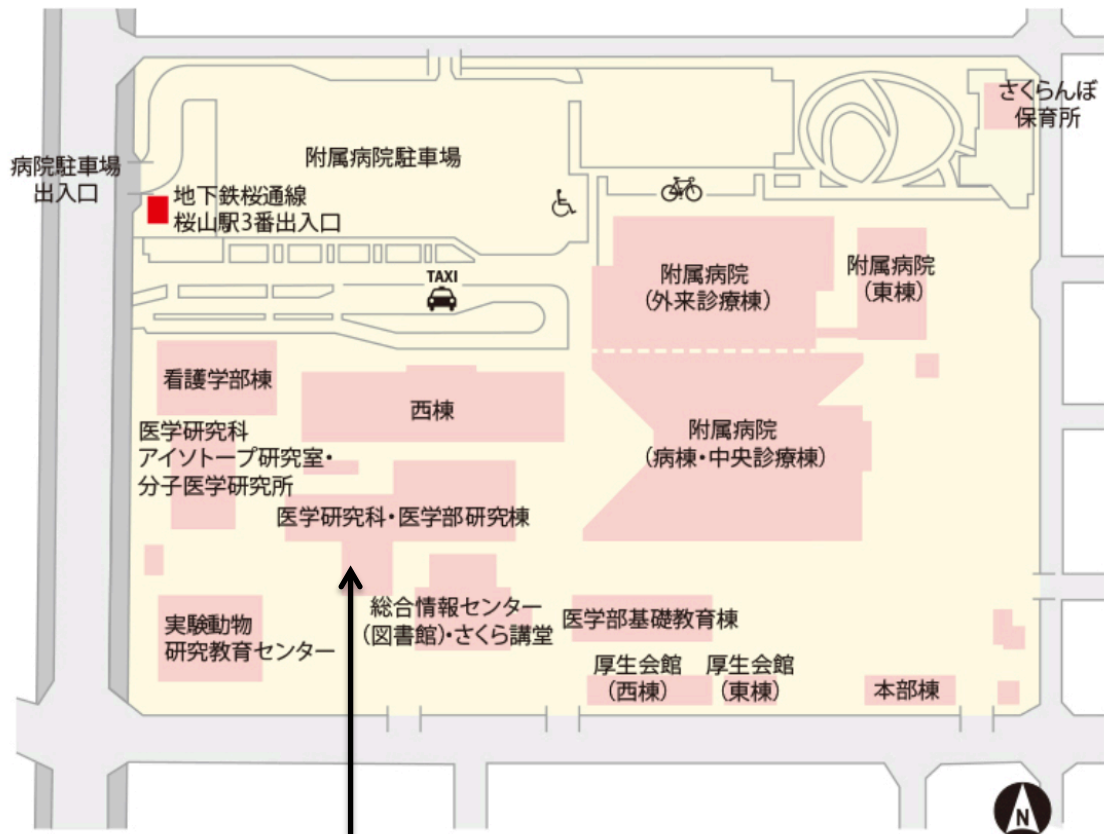 さくらんぼ
保育所
病院駐車場
出入口
附属病院駐車場
地下鉄桜通線
桜山駅3番出入口
TAXI
附属病院
(外来診療棟)
附属病院
(東棟)
看護学部棟
西棟
医学研究科
アイソトープ研究室・
分子医学研究所
附属病院
(病棟・中央診療棟)
医学研究科・医学部研究棟
実験動物
研究教育センター
総合情報センター
(図書館)・さくら講堂
医学部基礎教育棟
厚生会館
(西棟)
厚生会館
(東棟)
本部棟
N